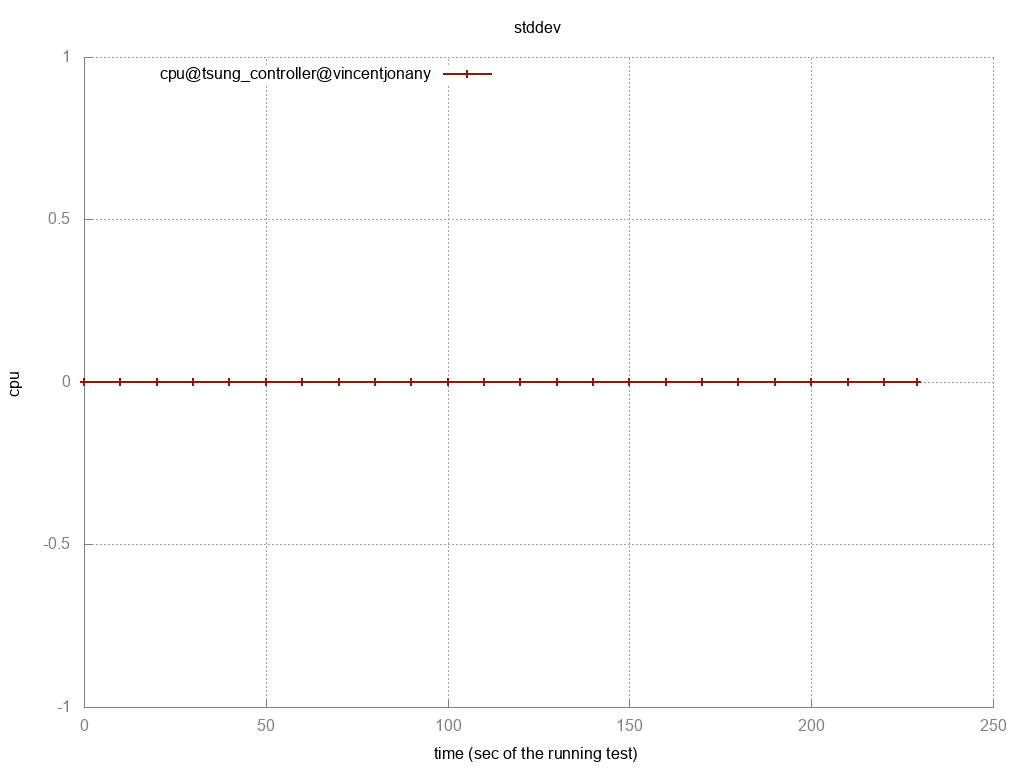 stddev
cpu@tsung_controller@vincentjonany
1
0.5
0
-0.5
-1
cpu
0 50 100 150 200 250
time (sec of the running test)